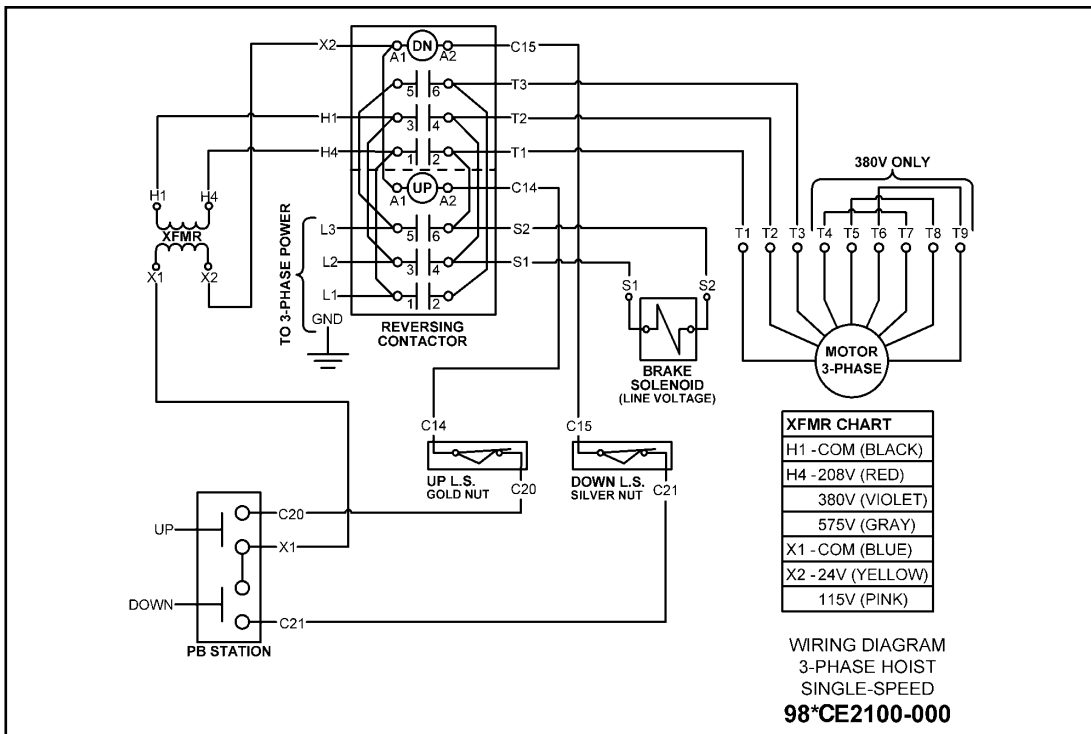 X2
A1
DN
A2
C15
5
6
T3
H1
3
4
T2
H4
1
2
T1
380V ONLY
A1
UP
A2
C14
H1
H4
XFMR
X1
X2
TO 3-PHASE POWER
L3
5
6
S2
L2
3
4
S1
L1
1
2
GND
REVERSING
CONTACTOR
T1
T2
T3
T4
T5
T6
T7
T8
T9
S1
S2
BRAKE
SOLENOID
(LINE VOLTAGE)
MOTOR
3-PHASE
C14
C15
UP L.S.
GOLD NUT
C20
DOWN L.S.
SILVER NUT
C21
UP
C20
X1
DOWN
C21
PB STATION
XFMR CHART
H1 -COM (BLACK)
H4 -208V (RED)
380V (VIOLET)
575V (GRAY)
X1 -COM (BLUE)
X2 -24V (YELLOW)
115V (PINK)
WIRING DIAGRAM
3-PHASE HOIST
SINGLE-SPEED
98*CE2100-000